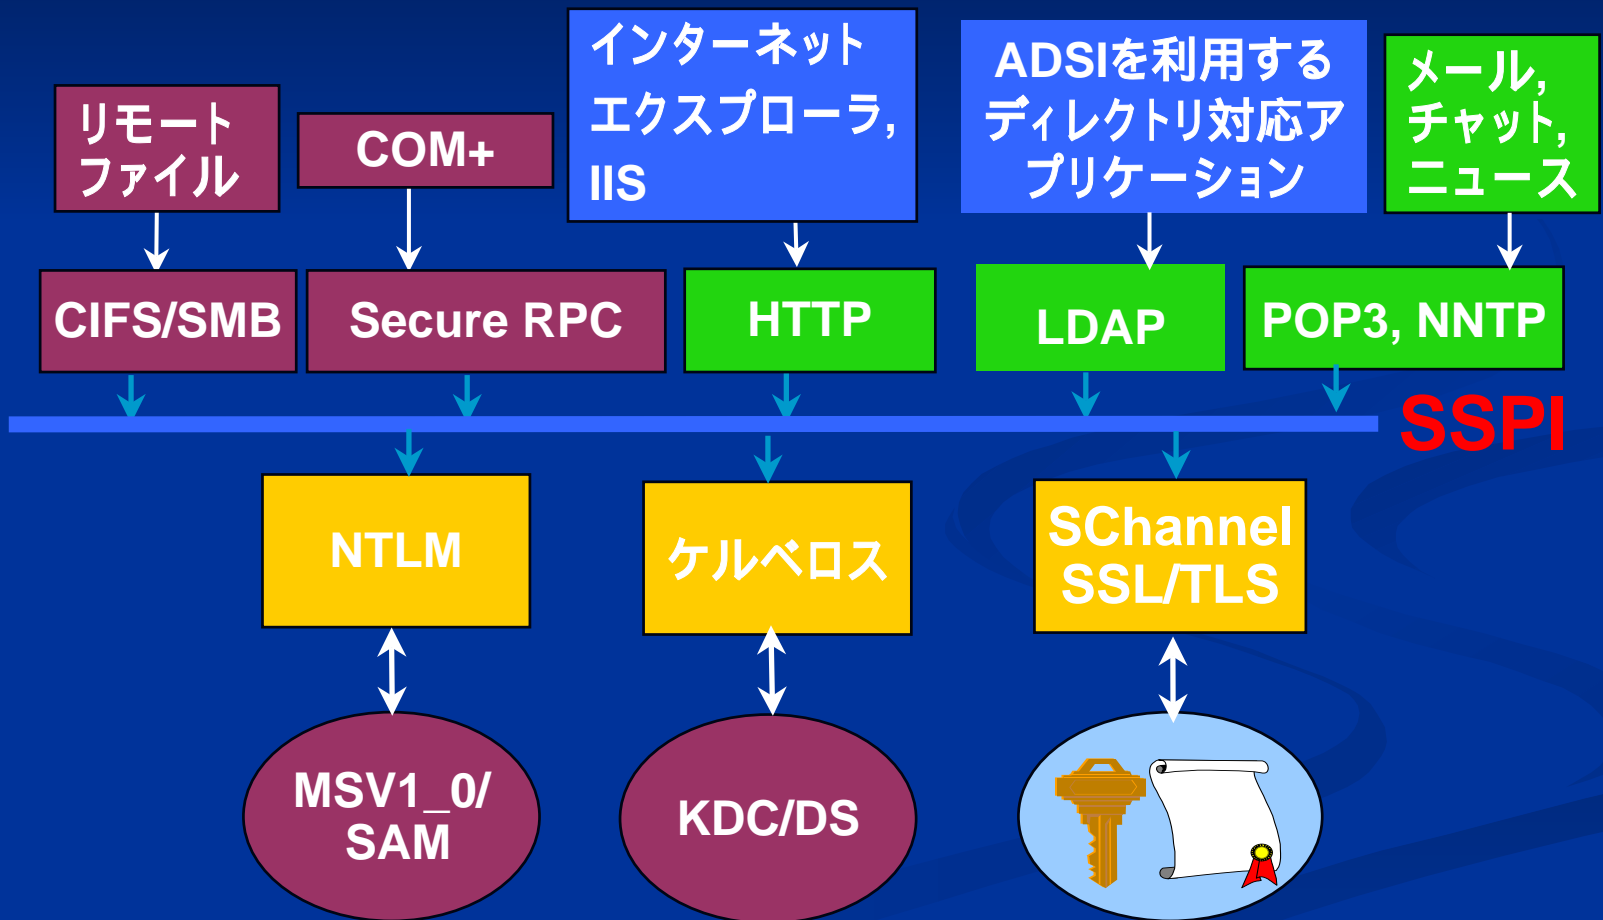 リモート
ファイル
COM+
インターネット
エクスプローラ,
IIS
ADSIを利用する
ディレクトリ対応ア
プリケーション
メール,
チャット,
ニュース
CIFS/SMB
Secure RPC
HTTP
LDAP
POP3, NNTP
SSPI
NTLM
ケルベロス
SChannel
SSL/TLS
MSV1_0/
SAM
KDC/DS